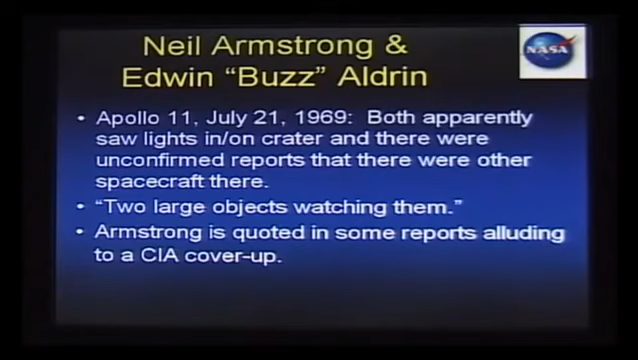 Neil Armstrong &
Edwin “Buzz” Aldrin
NASA
• Apollo 11, July 21, 1969: Both apparently
saw lights in/on crater and there were
unconfirmed reports that there were other
spacecraft there.
• “Two large objects watching them.”
• Armstrong is quoted in some reports alluding
to a CIA cover-up.